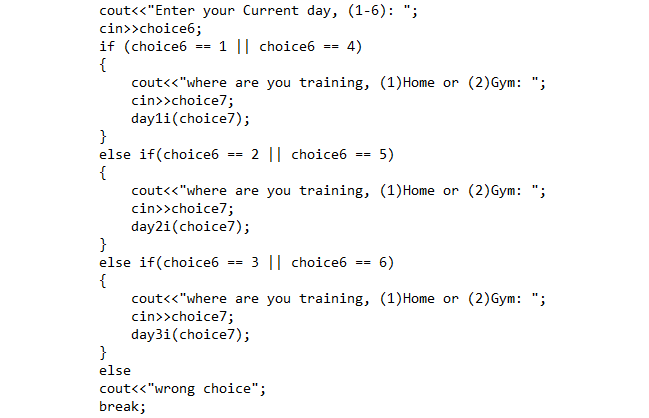 cout<<"Enter your Current day, (1-6): ";
cin>>choice6;
if (choice6 == 1 || choice6 == 4)
{
cout<<"where are you training, (1)Home or (2)Gym: ";
cin>>choice7;
day1i(choice7);
}
else if(choice6 == 2 || choice6 == 5)
{
cout<<"where are you training, (1)Home or (2)Gym: ";
cin>>choice7;
day2i(choice7);
}
else if(choice6 == 3 || choice6 == 6)
{
cout<<"where are you training, (1)Home or (2)Gym: ";
cin>>choice7;
day3i(choice7);
}
else
cout<<"wrong choice";
break;